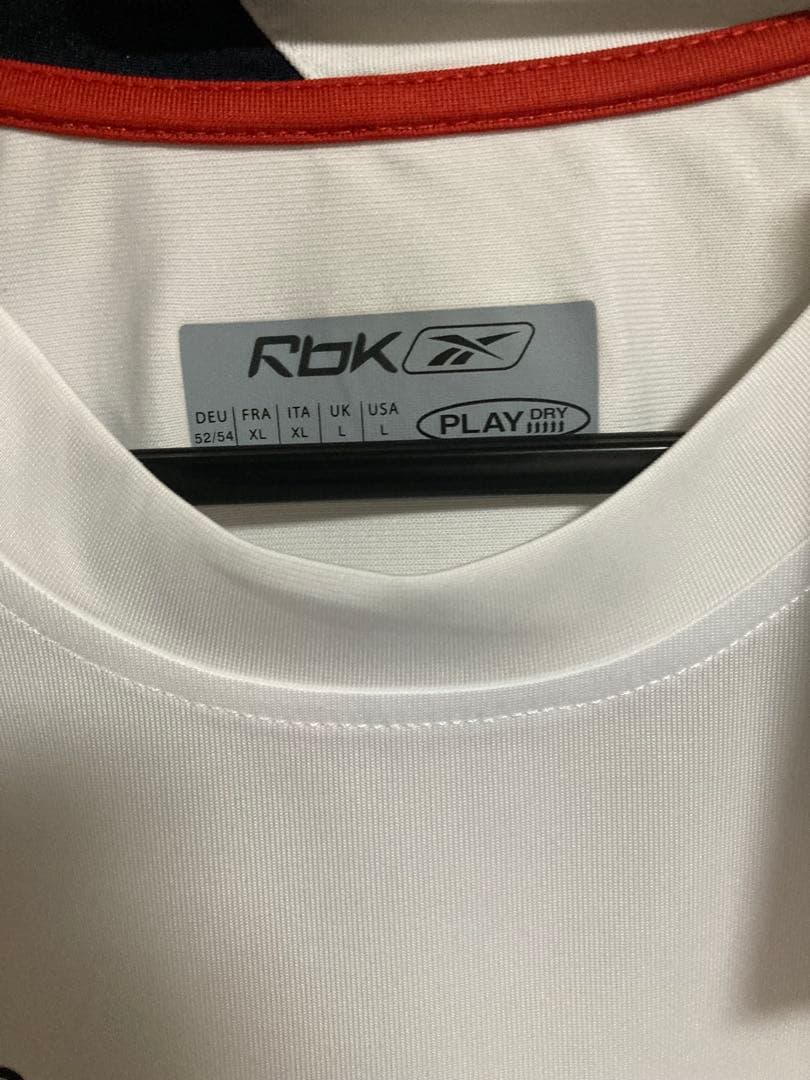 Rbk
DEU FRA ITA UK USA
52/54 XL XL L L
PLAY DRY